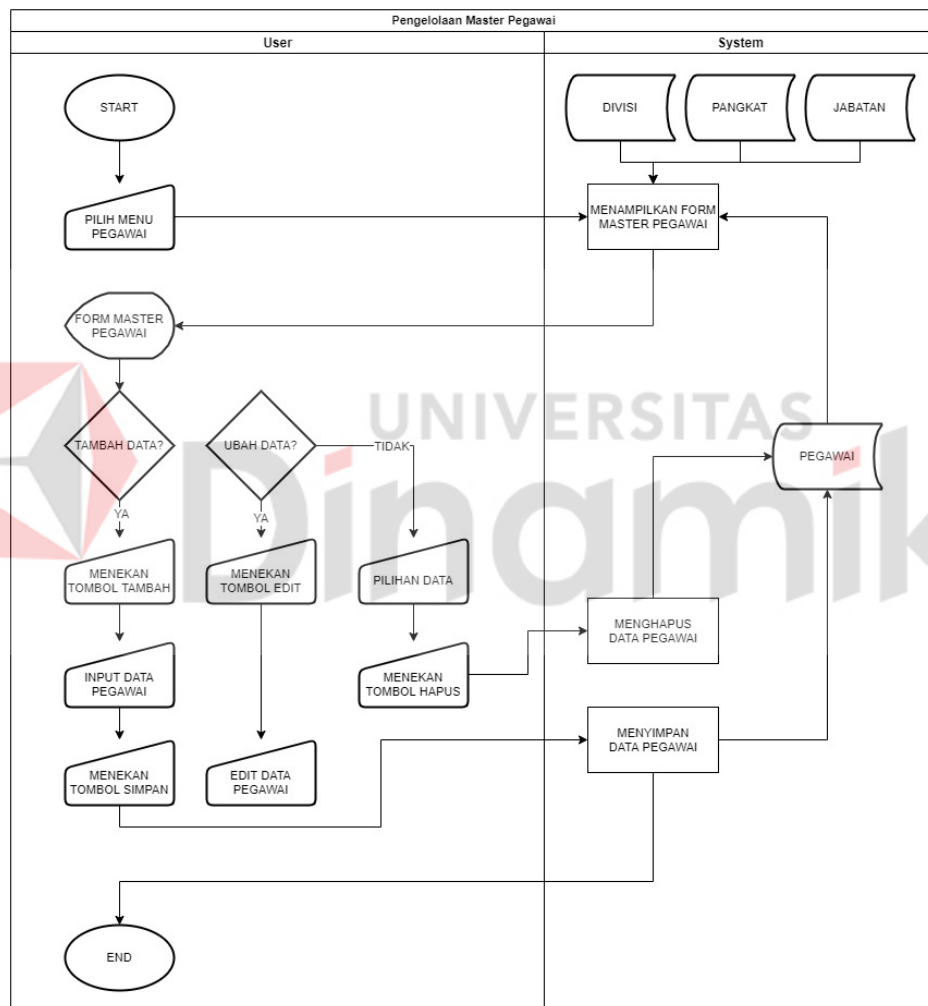 Pengelolaan Master Pegawai
User
System
START
DIVISI
PANGKAT
JABATAN
PILIH MENU
PEGAWAI
MENAMPILKAN FORM
MASTER PEGAWAI
FORM MASTER
PEGAWAI
UNIVERSITAS
Dinamik
TAMBAH DATA?
UBAH DATA?
TIDAK
PEGAWAI
YA
YA
MENEKAN
TOMBOL TAMBAH
MENEKAN
TOMBOL EDIT
PILIHAN DATA
MENGHAPUS
DATA PEGAWAI
INPUT DATA
PEGAWAI
MENEKAN
TOMBOL HAPUS
MENYIMPAN
DATA PEGAWAI
MENEKAN
TOMBOL SIMPAN
EDIT DATA
PEGAWAI
END